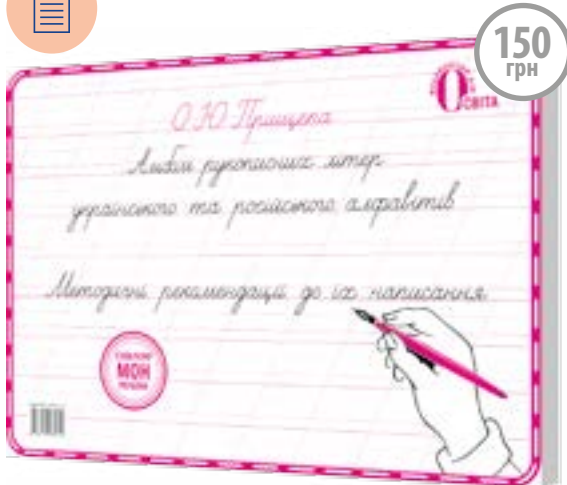 150
грн
ОСВІТА
О. Ю. Прищепа
Альбом рукописних літер
українського та російського алфавітів
Методичні рекомендації до їх написання
МОН